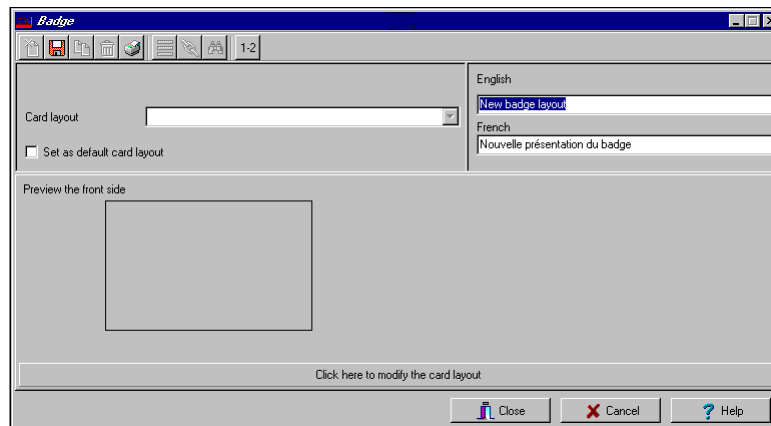 Badge
1-2
English
New badge layout
Card layout
French
Nouvelle présentation du badge
Set as default card layout
Preview the front side
Click here to modify the card layout
Close
Cancel
Help